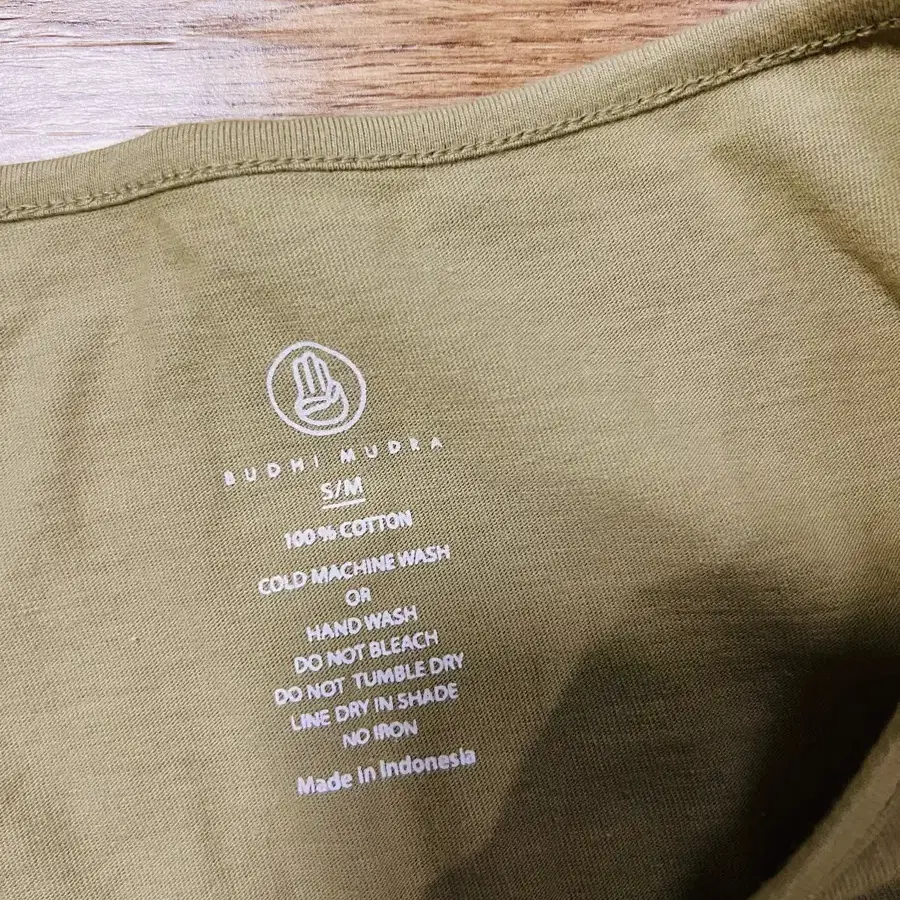 BUDHI MUDRA
S/M
100% COTTON
COLD MACHINE WASH
OR
HAND WASH
DO NOT BLEACH
DO NOT TUMBLE DRY
LINE DRY IN SHADE
NO IRON
Made in Indonesia